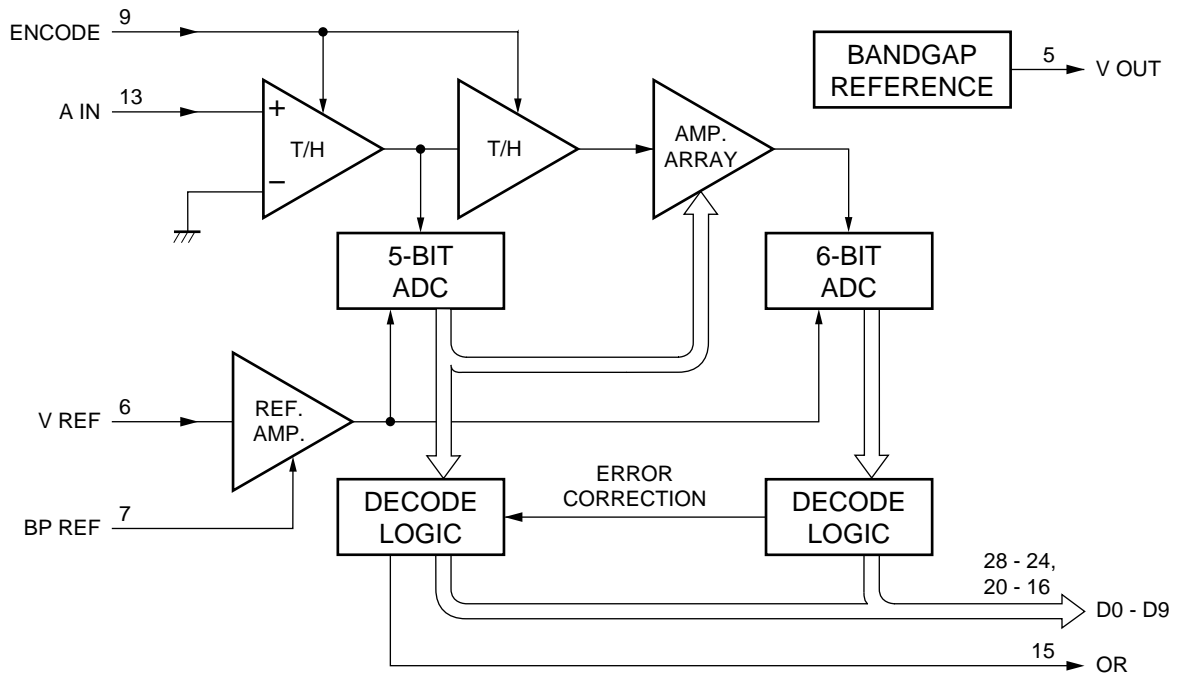 9
ENCODE
BANDGAP
REFERENCE
5
V OUT
13
A IN
+
−
T/H
T/H
AMP.
ARRAY
5-BIT
ADC
6-BIT
ADC
6
V REF
REF.
AMP.
7
BP REF
ERROR
CORRECTION
DECODE
LOGIC
DECODE
LOGIC
28 - 24,
20 - 16
D0 - D9
15
OR